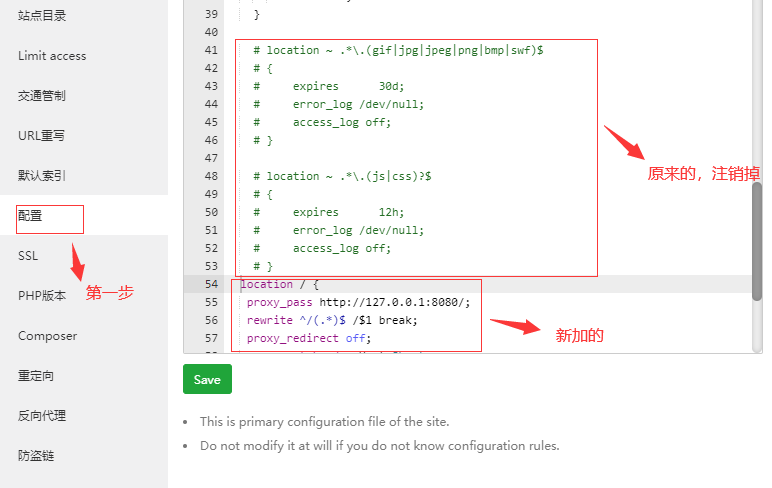 站点目录
Limit access
交通管制
URL重写
默认索引
配置
SSL
PHP版本
Composer
重定向
反向代理
防盗链
第一步
39 }
40
41 # location ~ .*\.(gif|jpg|jpeg|png|bmp|swf)$
42 # {
43 #     expires      30d;
44 #     error_log /dev/null;
45 #     access_log off;
46 # }
47
48 # location ~ .*\.(js|css)?$
49 # {
50 #     expires      12h;
51 #     error_log /dev/null;
52 #     access_log off;
53 # }
54 location / {
55 proxy_pass http://127.0.0.1:8080/;
56 rewrite ^/(.*)$ /$1 break;
57 proxy_redirect off;
原来的，注销掉
新加的
Save
This is primary configuration file of the site.
Do not modify it at will if you do not know configuration rules.